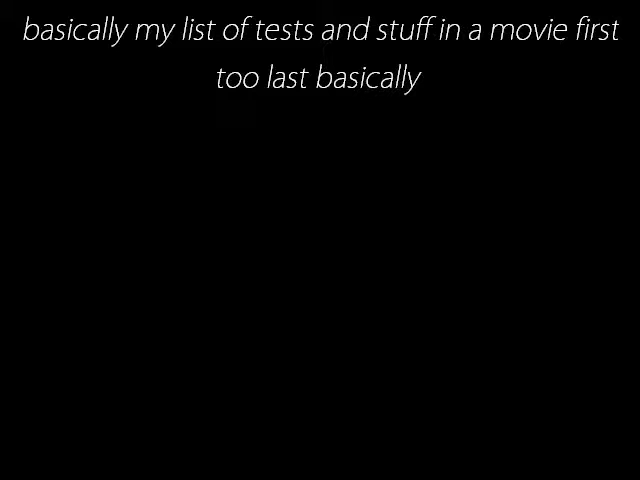 basically my list of tests and stuff in a movie first
too last basically